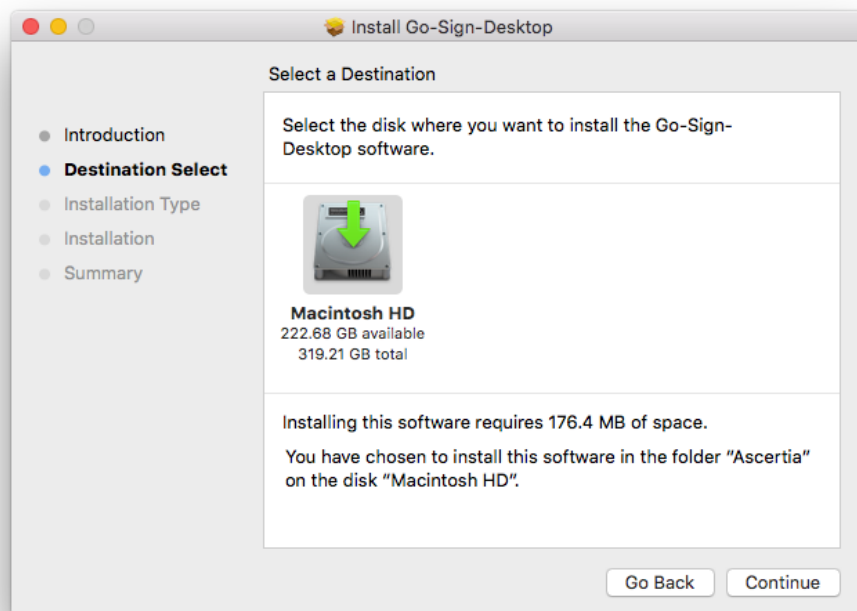 Install Go-Sign-Desktop
Select a Destination
Introduction
Destination Select
Installation Type
Installation
Summary
Select the disk where you want to install the Go-Sign-
Desktop software.
Macintosh HD
222.68 GB available
319.21 GB total
Installing this software requires 176.4 MB of space.
You have chosen to install this software in the folder “Ascertia”
on the disk “Macintosh HD”.
Go Back
Continue